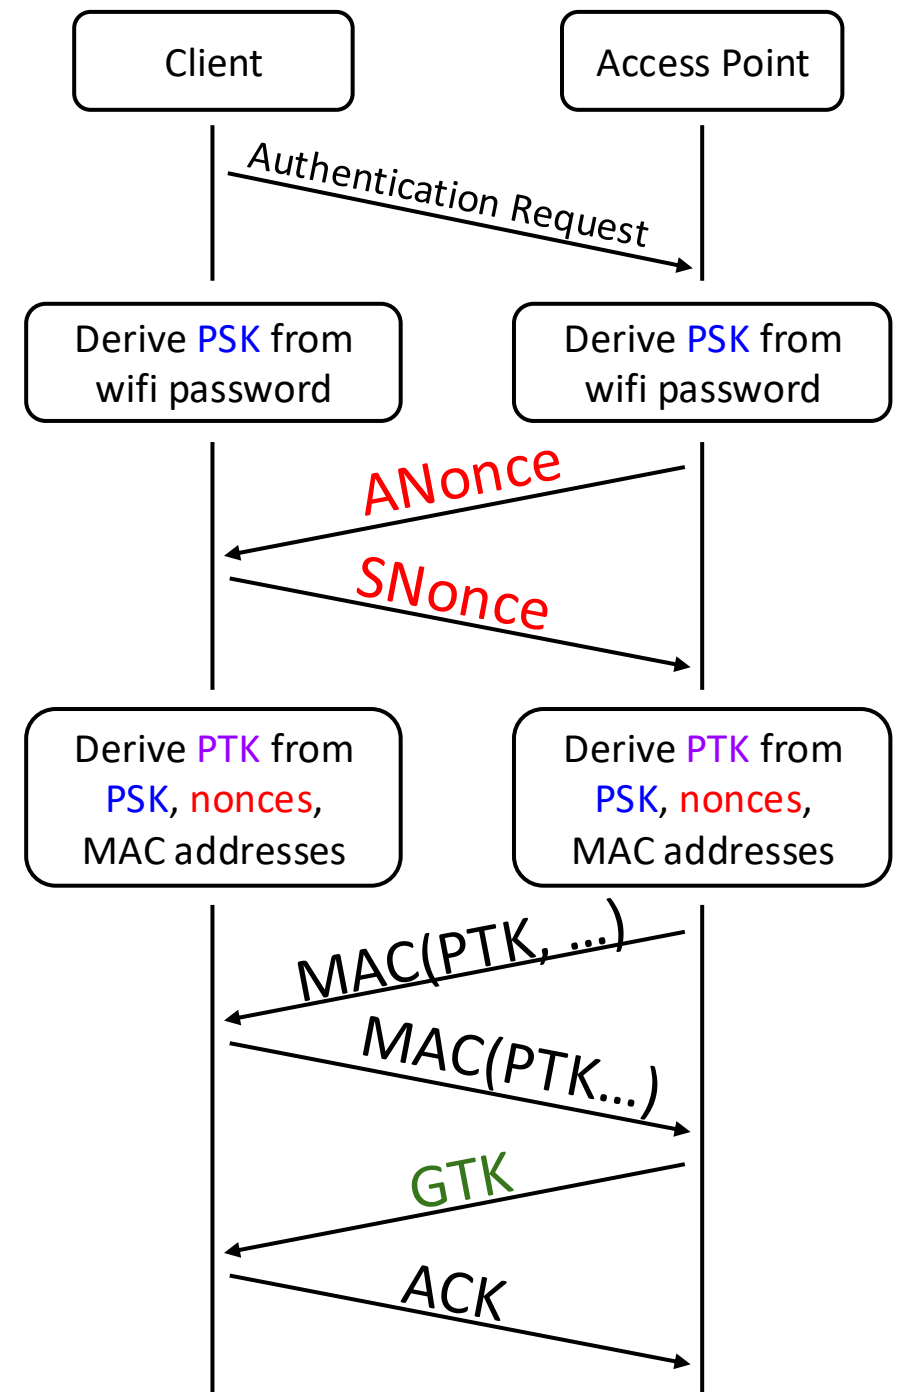 Client
Access Point
Authentication Request
Derive PSK from
wifi password
Derive PSK from
wifi password
ANonce
SNonce
Derive PTK from
PSK, nonces,
MAC addresses
Derive PTK from
PSK, nonces,
MAC addresses
MAC(PTK, ...)
MAC(PTK...)
GTK
ACK